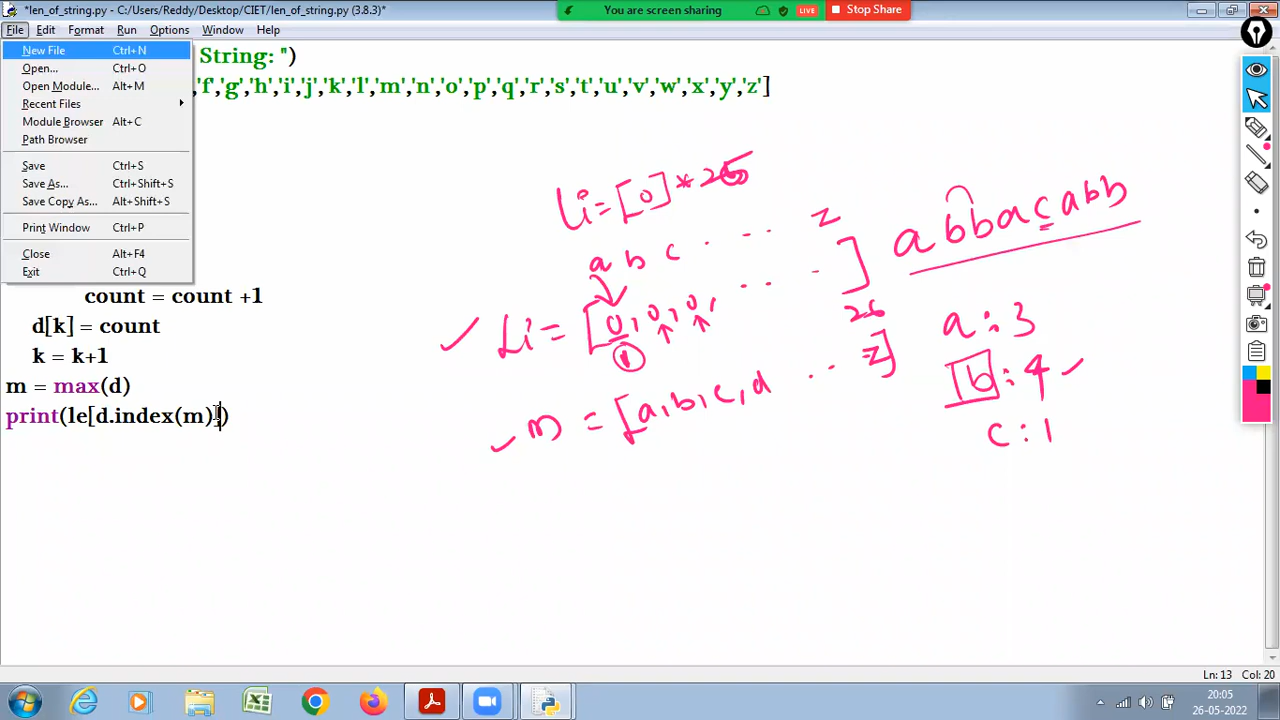 *len_of_string.py - C:/Users/Reddy/Desktop/CIET/len_of_string.py (3.8.3)*
You are screen sharing LIVE Stop Share
File Edit Format Run Options Window Help
New File Ctrl+N
Open... Ctrl+O
Open Module... Alt+M
Recent Files
Module Browser Alt+C
Path Browser
Save Ctrl+S
Save As... Ctrl+Shift+S
Save Copy As... Alt+Shift+S
Print Window Ctrl+P
Close Alt+F4
Exit Ctrl+Q
String: ")
'f','g','h','i','j','k','l','m','n','o','p','q','r','s','t','u','v','w','x','y','z']
count = count +1
d[k] = count
k = k+1
m = max(d)
print(le[d.index(m)])
Li = [0] * 26
a b c . .. z
Li = [0, 0, 0, .. . ]
1
26
m = [a, b, c, d .. z]
abbacabb
a : 3
b : 4
c : 1
Ln: 13 Col: 20
20:05
26-05-2022